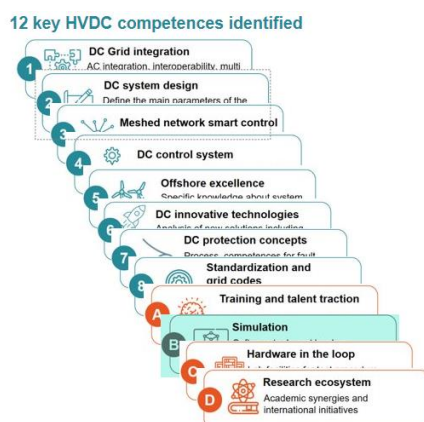 12 key HVDC competences identified
1
DC Grid integration
AC integration, interoperability, multi
2
DC system design
Define the main parameters of the
3
Meshed network smart control
4
DC control system
5
Offshore excellence
Specific knowledge about system
6
DC innovative technologies
Analysis of new solutions including
7
DC protection concepts
Process, competences for fault
8
Standardization and
grid codes
A
Training and talent traction
B
Simulation
C
Hardware in the loop
D
Research ecosystem
Academic synergies and
international initiatives